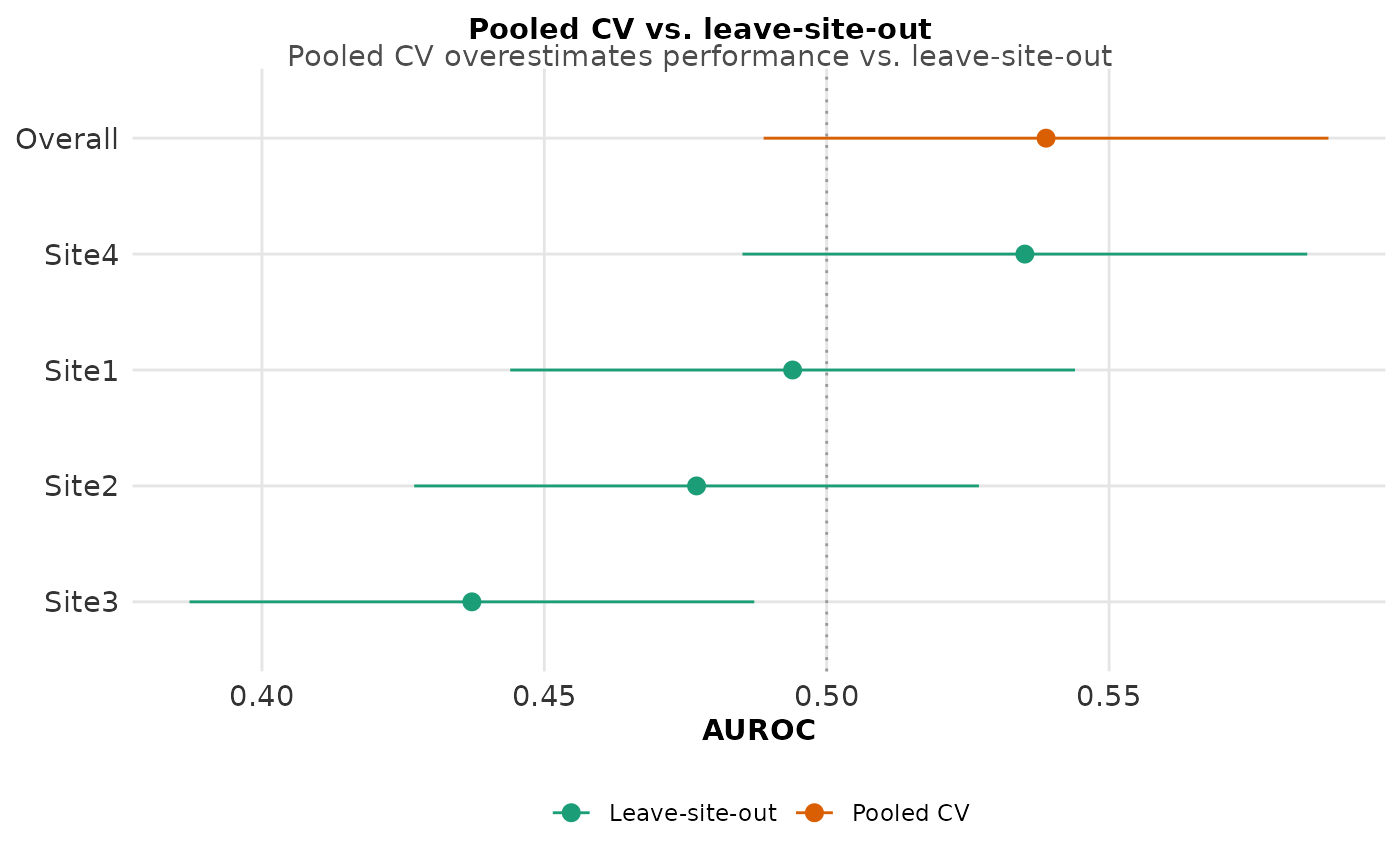 Pooled CV vs. leave-site-out
Pooled CV overestimates performance vs. leave-site-out
Overall
Site4
Site1
Site2
Site3
0.40 0.45 0.50 0.55
AUROC
Leave-site-out Pooled CV